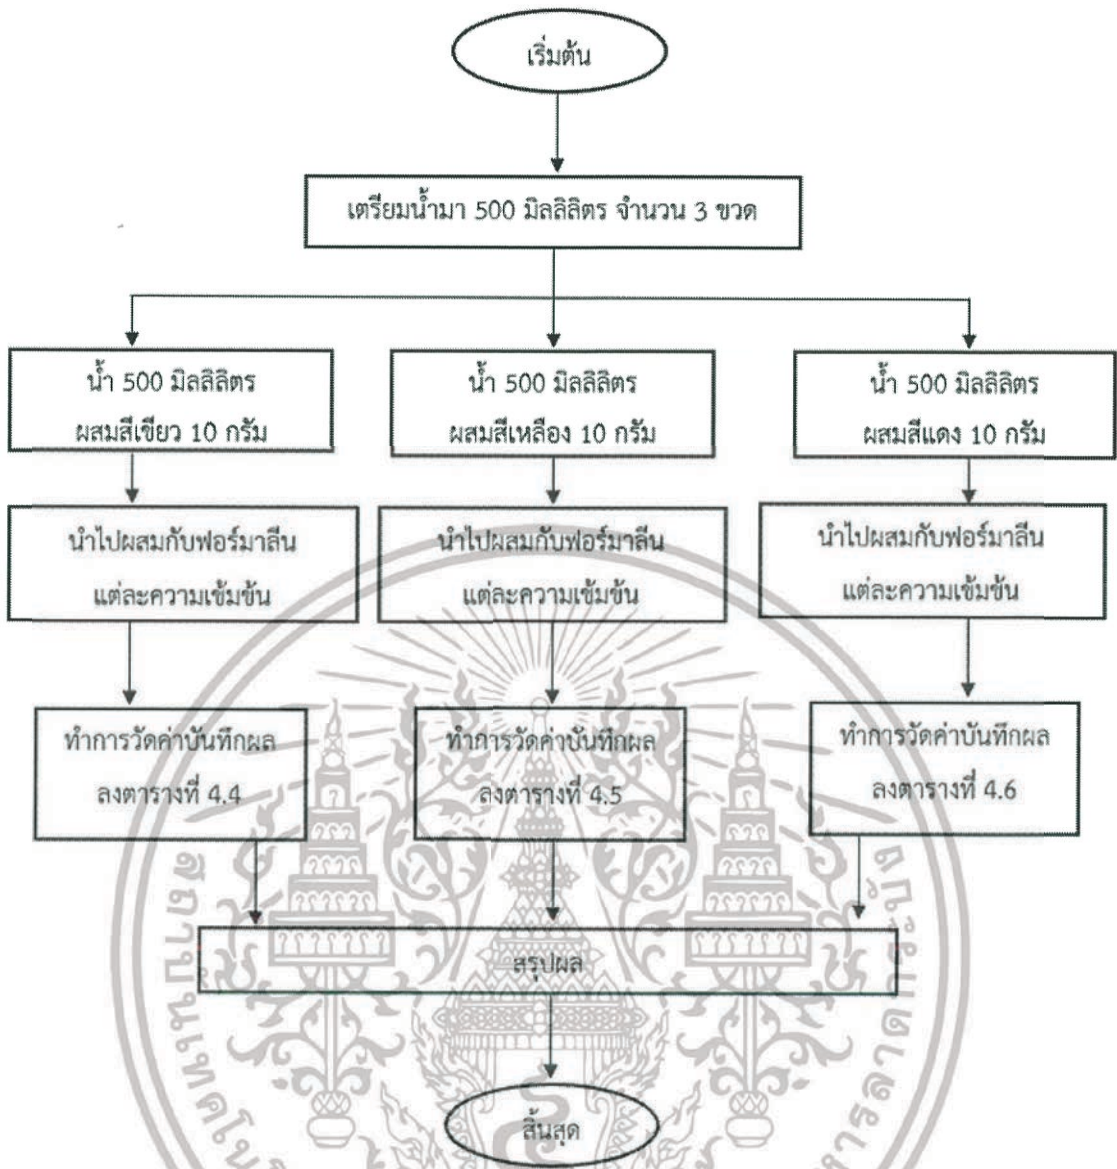 เริ่มต้น
เตรียมน้ำมา 500 มิลลิลิตร จำนวน 3 ขวด
น้ำ 500 มิลลิลิตร
ผสมสีเขียว 10 กรัม
น้ำ 500 มิลลิลิตร
ผสมสีเหลือง 10 กรัม
น้ำ 500 มิลลิลิตร
ผสมสีแดง 10 กรัม
นำไปผสมกับฟอร์มาลีน
แต่ละความเข้มข้น
นำไปผสมกับฟอร์มาลีน
แต่ละความเข้มข้น
นำไปผสมกับฟอร์มาลีน
แต่ละความเข้มข้น
ทำการวัดค่าบันทึกผล
ลงตารางที่ 4.4
ทำการวัดค่าบันทึกผล
ลงตารางที่ 4.5
ทำการวัดค่าบันทึกผล
ลงตารางที่ 4.6
สรุปผล
สิ้นสุด